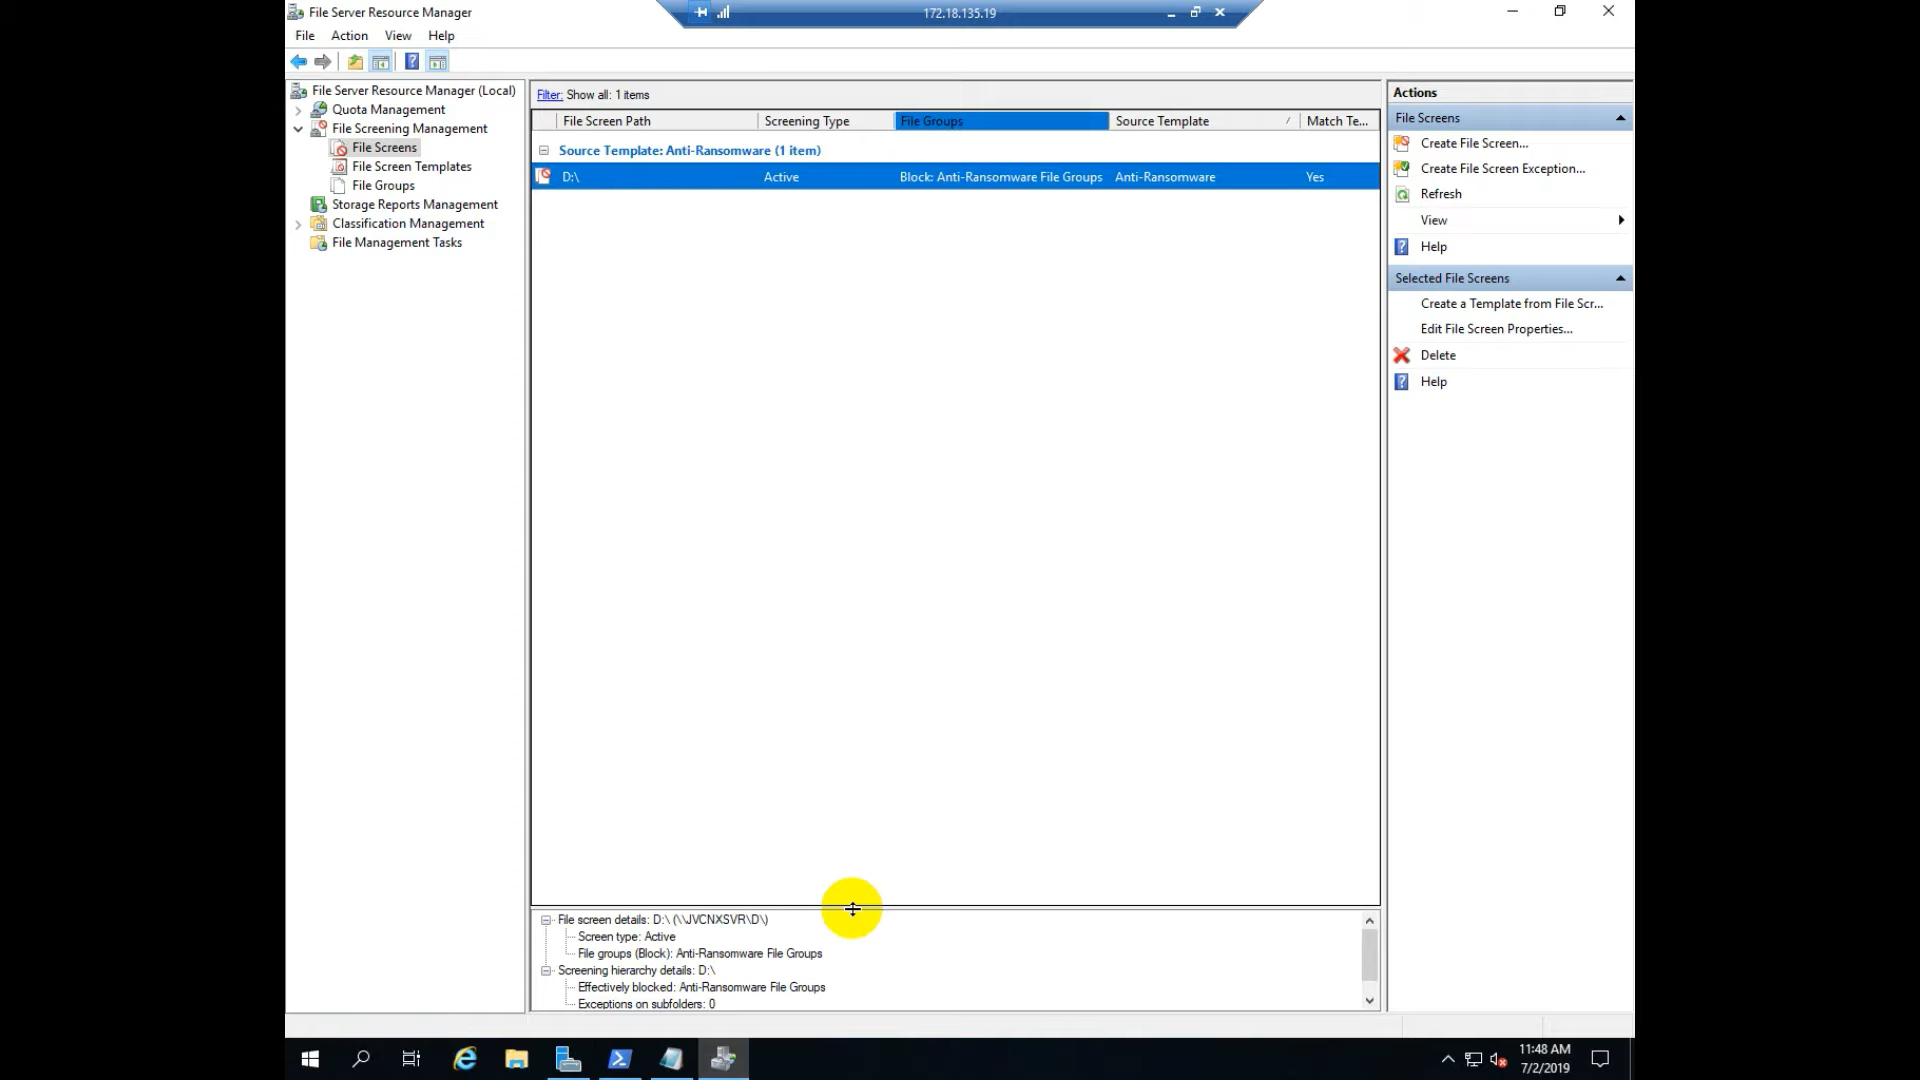 File Server Resource Manager
172.18.135.19
File Action View Help
File Server Resource Manager (Local)
Quota Management
File Screening Management
File Screens
File Screen Templates
File Groups
Storage Reports Management
Classification Management
File Management Tasks
Filter: Show all: 1 items
File Screen Path Screening Type File Groups Source Template Match Te...
Source Template: Anti-Ransomware (1 item)
D:\ Active Block: Anti-Ransomware File Groups Anti-Ransomware Yes
File screen details: D:\ (\\JVCNXSVR\D\)
Screen type: Active
File groups (Block): Anti-Ransomware File Groups
Screening hierarchy details: D:\
Effectively blocked: Anti-Ransomware File Groups
Exceptions on subfolders: 0
Actions
File Screens
Create File Screen...
Create File Screen Exception...
Refresh
View
Help
Selected File Screens
Create a Template from File Scr...
Edit File Screen Properties...
Delete
Help
11:48 AM
7/2/2019